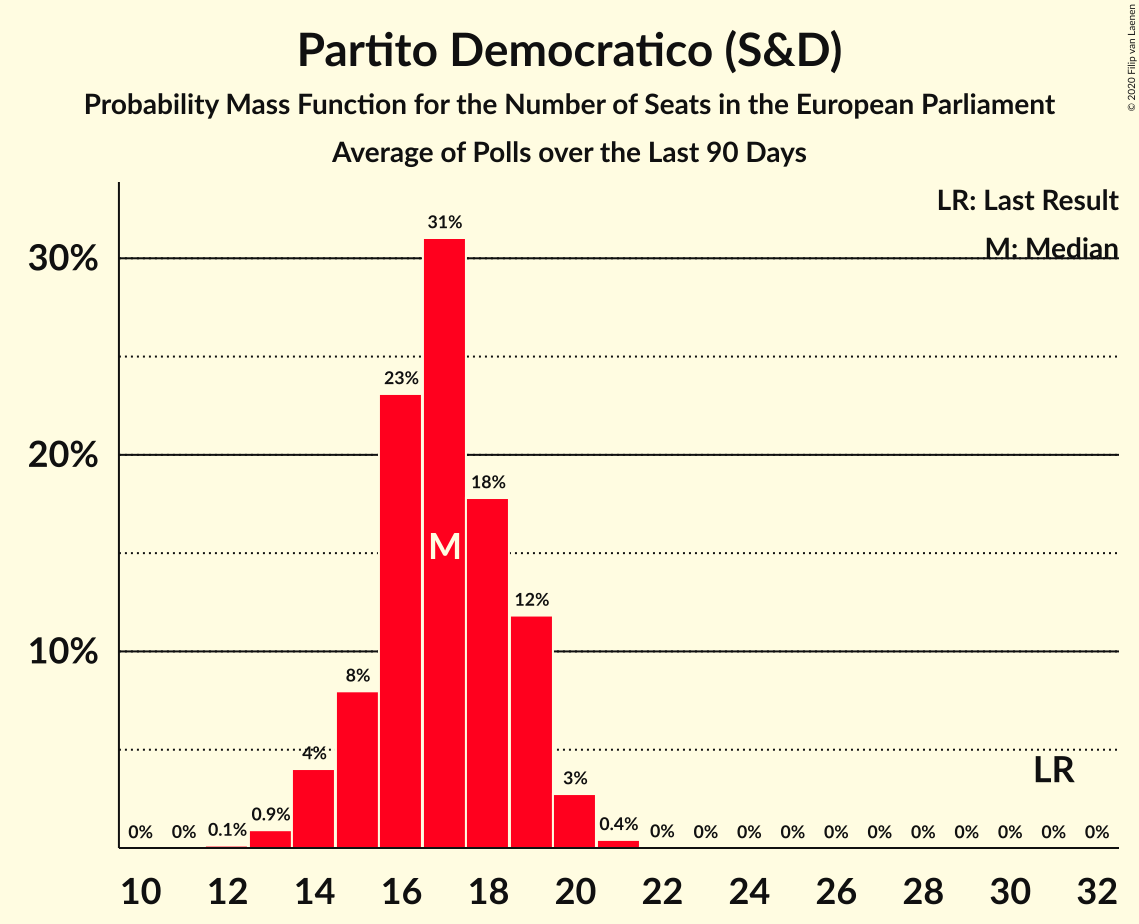 Partito Democratico (S&D)
Probability Mass Function for the Number of Seats in the European Parliament
Average of Polls over the Last 90 Days
© 2020 Filip van Laenen
LR: Last Result
M: Median
30%
20%
10%
0% 0% 0.1% 0.9% 4% 8% 23% 31% 18% 12% 3% 0.4% 0% 0% 0% 0% 0% 0% 0% 0% 0% 0% 0%
M
LR
10 12 14 16 18 20 22 24 26 28 30 32